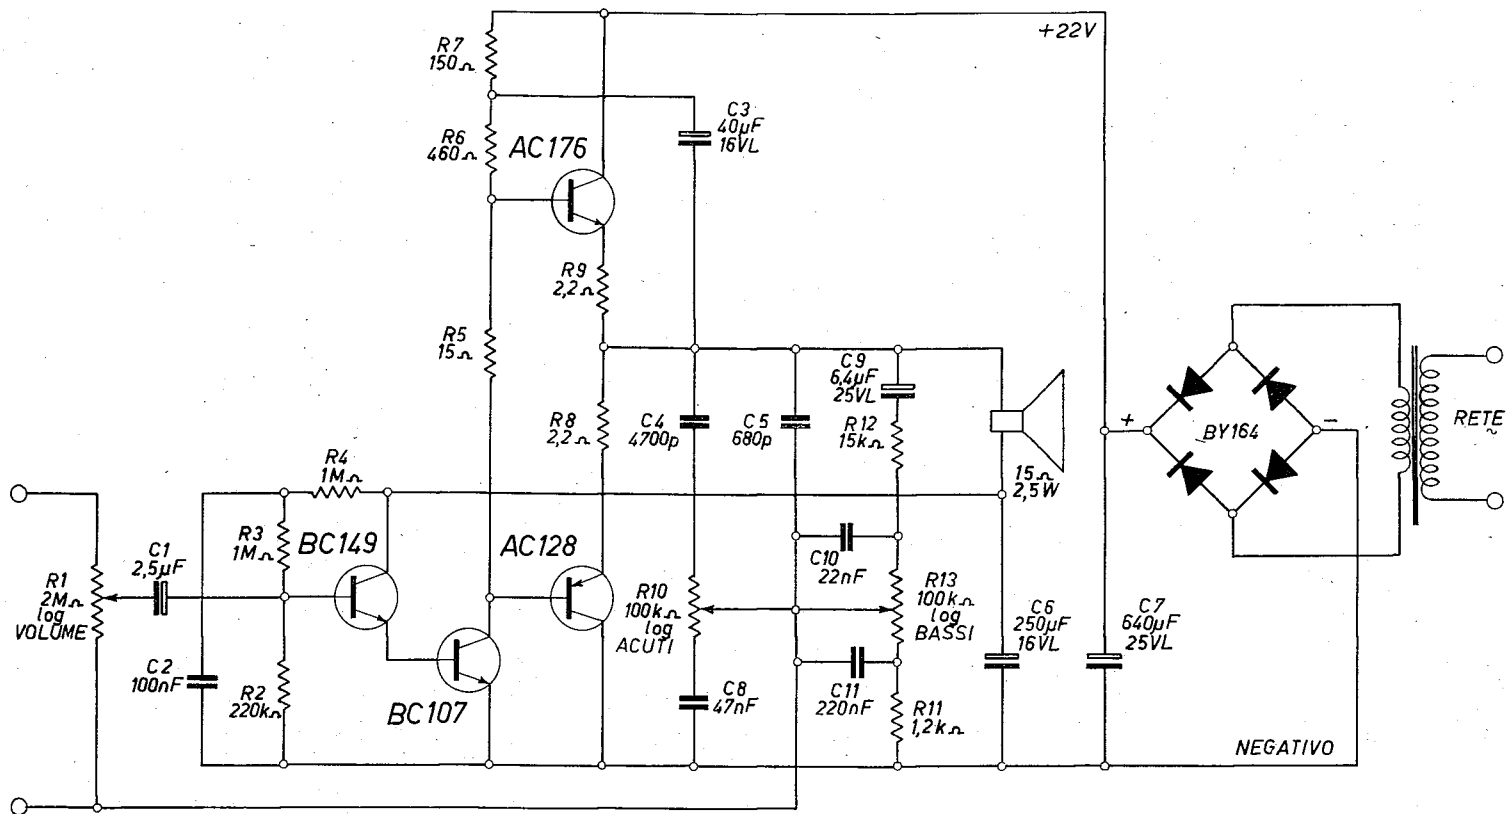 +22V
R7
150Ω
C3
40µF
16VL
R6
460Ω
AC176
R9
2,2Ω
R5
15Ω
C9
6,4µF
25VL
R8
2,2Ω
C4
4700p
C5
680p
R12
15kΩ
+
-
BY164
RETE
~
15Ω
2,5W
R4
1MΩ
R3
1MΩ
BC149
AC128
C1
2,5µF
R1
2MΩ
log
VOLUME
R10
100kΩ
log
ACUTI
C10
22nF
R13
100kΩ
log
BASSI
C6
250µF
16VL
C7
640µF
25VL
C2
100nF
R2
220kΩ
BC107
C8
47nF
C11
220nF
R11
1,2kΩ
NEGATIVO